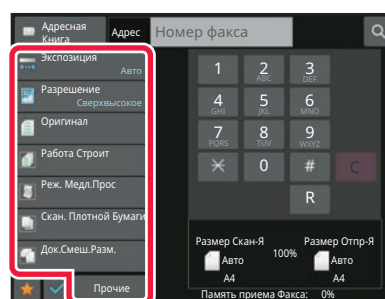 Адресная
Книга
Адрес
Номер факса
Экспозиция
Авто
Разрешение
Сверхвысокое
Оригинал
Работа Строит
Реж. Медл.Прос
Скан. Плотной Бумаги
Док.Смеш.Разм.
Прочие
1
2
ABC
3
DEF
4
GHI
5
JKL
6
MNO
7
PQRS
8
TUV
9
WXYZ
0
#
C
R
Размер Скан-Я
Авто
A4
100%
Размер Отпр-Я
Авто
A4
Память приема Факса: 0%